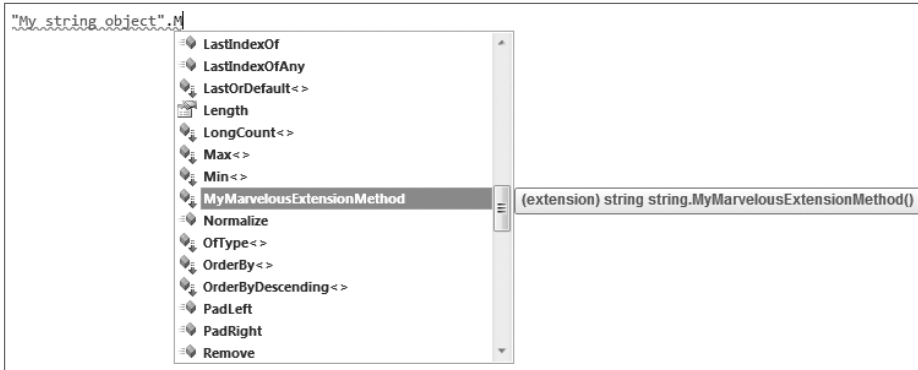 "My string object".M
LastIndexOf
LastIndexOfAny
LastOrDefault<>
Length
LongCount<>
Max<>
Min<>
MyMarvelousExtensionMethod
(extension) string string.MyMarvelousExtensionMethod()
Normalize
OfType<>
OrderBy<>
OrderByDescending<>
PadLeft
PadRight
Remove